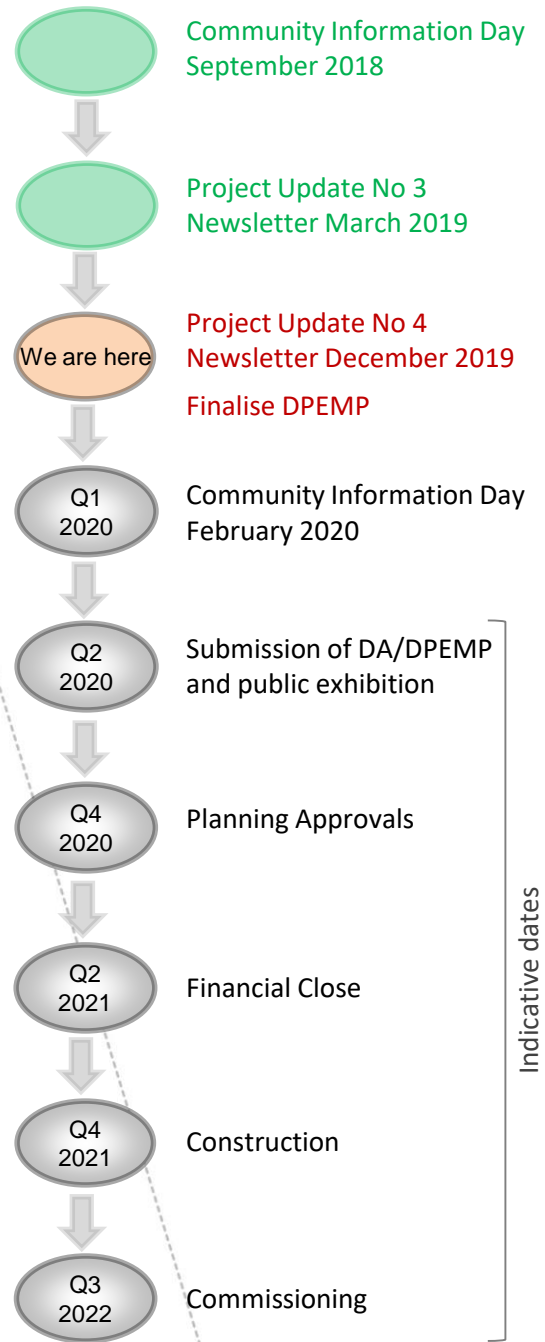 Community Information Day
September 2018
Project Update No 3
Newsletter March 2019
We are here
Project Update No 4
Newsletter December 2019
Finalise DPEMP
Q1
2020
Community Information Day
February 2020
Q2
2020
Submission of DA/DPEMP
and public exhibition
Q4
2020
Planning Approvals
Q2
2021
Financial Close
Q4
2021
Construction
Q3
2022
Commissioning
Indicative dates